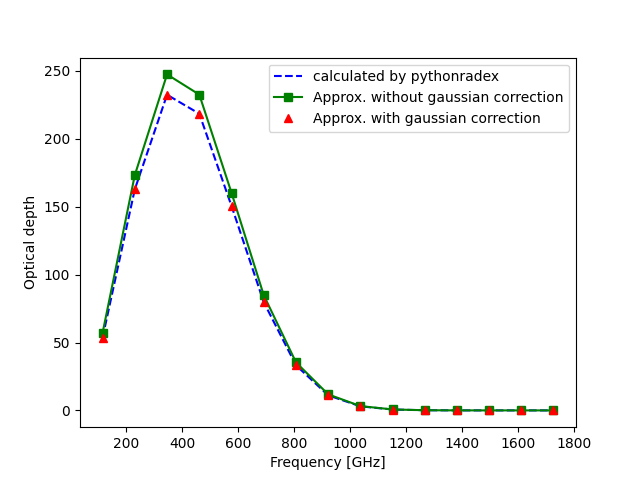 calculated by pythonradex
Approx. without gaussian correction
Approx. with gaussian correction
250
200
150
100
50
0
Optical depth
200 400 600 800 1000 1200 1400 1600 1800
Frequency [GHz]